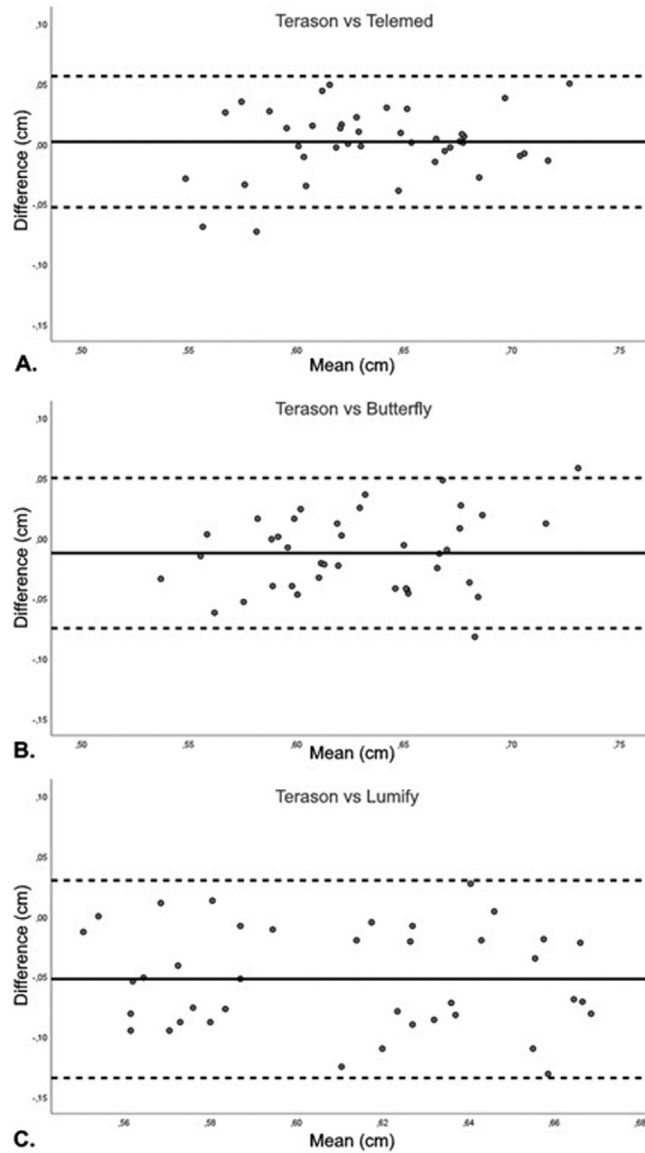 Terason vs Telemed
,10
,05
,00
-,05
-,10
-,15
Difference (cm)
,50 ,55 ,60 ,65 ,70 ,75
Mean (cm)
A.
Terason vs Butterfly
,10
,05
,00
-,05
-,10
-,15
Difference (cm)
,50 ,55 ,60 ,65 ,70 ,75
Mean (cm)
B.
Terason vs Lumify
,10
,05
,00
-,05
-,10
-,15
Difference (cm)
,56 ,58 ,60 ,62 ,64 ,66 ,68
Mean (cm)
C.